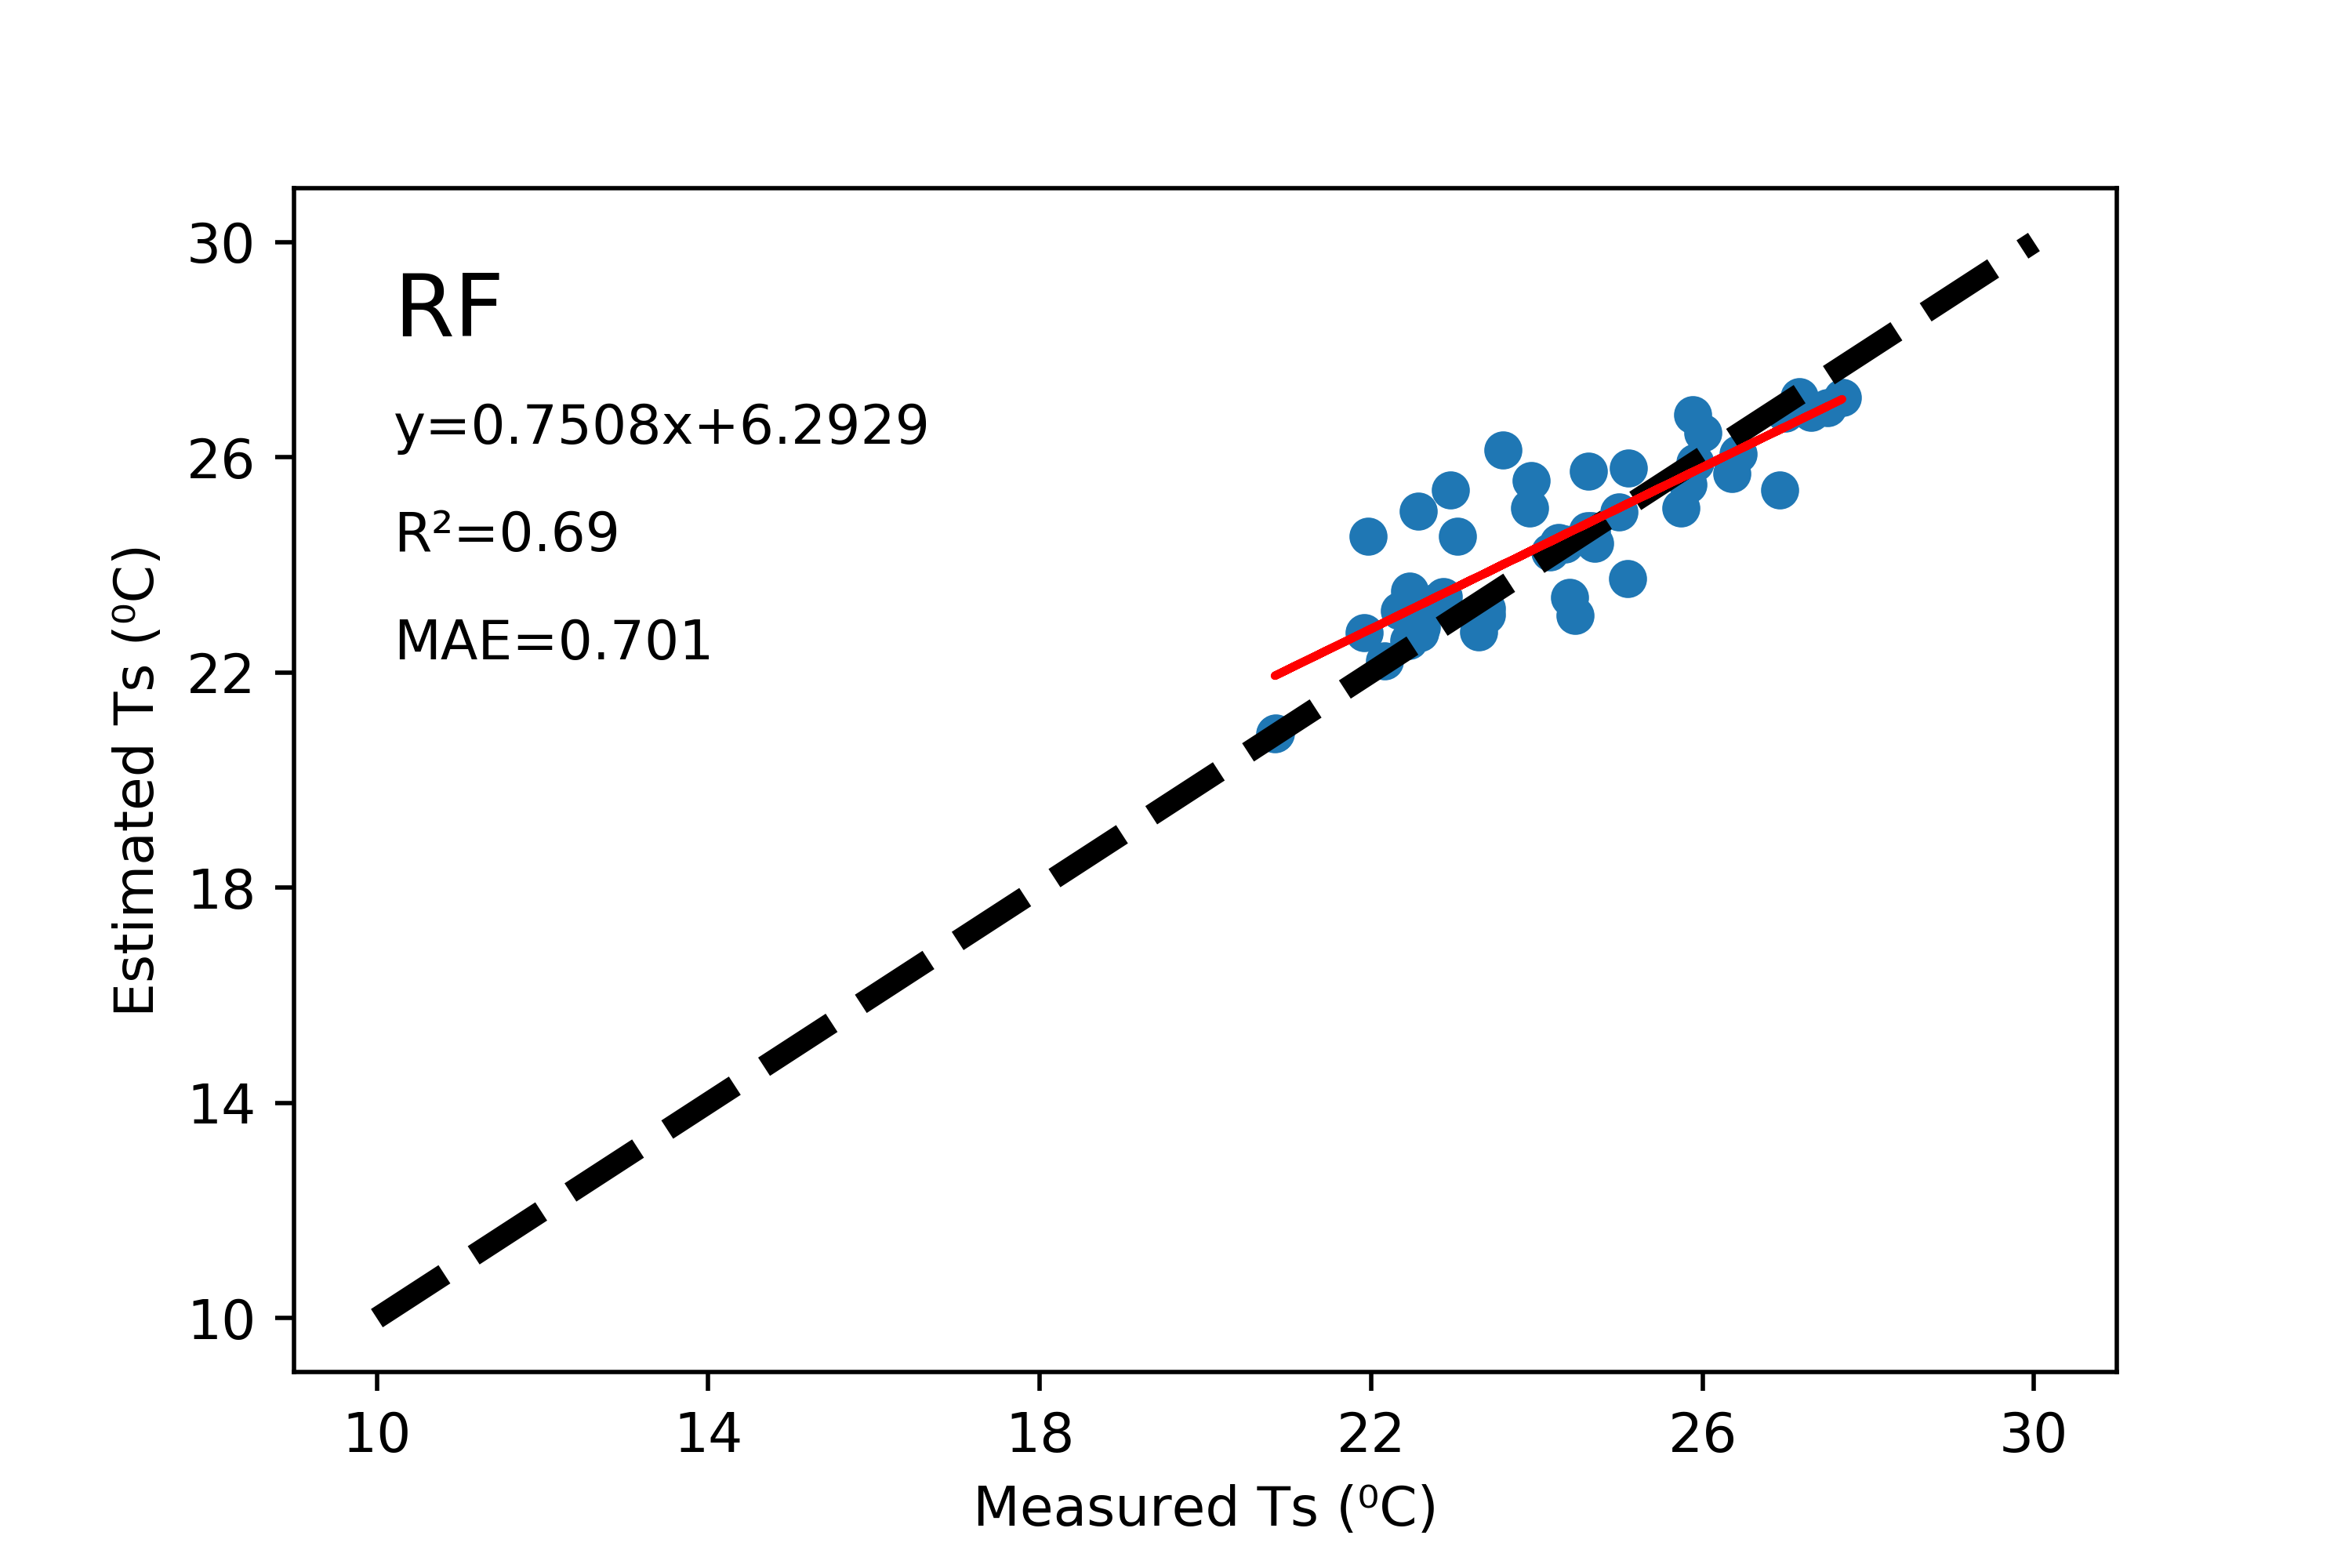 RF
y=0.7508x+6.2929
R²=0.69
MAE=0.701
30
26
22
18
14
10
Estimated Ts (⁰C)
10 14 18 22 26 30
Measured Ts (⁰C)